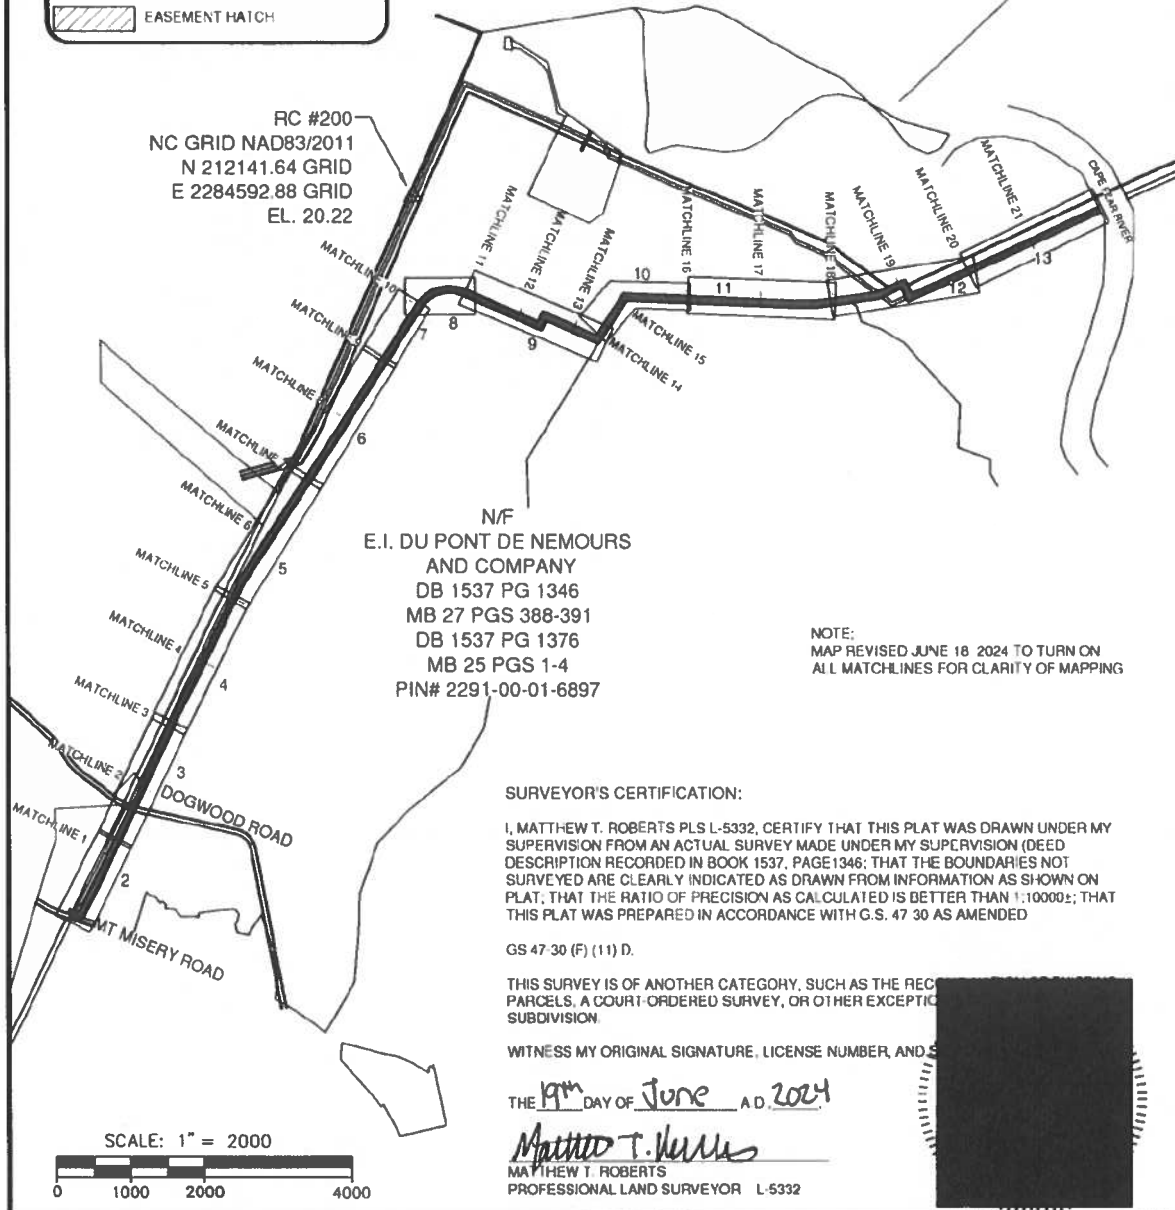 EASEMENT HATCH
RC #200
NC GRID NAD83/2011
N 212141.64 GRID
E 2284592.88 GRID
EL. 20.22
MATCHLINE 11
MATCHLINE 12
MATCHLINE 13
MATCHLINE 16
MATCHLINE 17
MATCHLINE 18
MATCHLINE 19
MATCHLINE 20
MATCHLINE 21
CAPE FEAR RIVER
MATCHLINE 10
MATCHLINE
MATCHLINE
MATCHLINE
MATCHLINE 6
MATCHLINE 5
MATCHLINE 4
MATCHLINE 3
MATCHLINE 2
MATCHLINE 1
MATCHLINE 15
MATCHLINE 14
13
12
11
10
9
8
7
6
5
4
3
2
DOGWOOD ROAD
MT MISERY ROAD
N/F
E.I. DU PONT DE NEMOURS
AND COMPANY
DB 1537 PG 1346
MB 27 PGS 388-391
DB 1537 PG 1376
MB 25 PGS 1-4
PIN# 2291-00-01-6897
NOTE:
MAP REVISED JUNE 18 2024 TO TURN ON
ALL MATCHLINES FOR CLARITY OF MAPPING
SURVEYOR'S CERTIFICATION:
I, MATTHEW T. ROBERTS PLS L-5332, CERTIFY THAT THIS PLAT WAS DRAWN UNDER MY
SUPERVISION FROM AN ACTUAL SURVEY MADE UNDER MY SUPERVISION (DEED
DESCRIPTION RECORDED IN BOOK 1537, PAGE1346; THAT THE BOUNDARIES NOT
SURVEYED ARE CLEARLY INDICATED AS DRAWN FROM INFORMATION AS SHOWN ON
PLAT; THAT THE RATIO OF PRECISION AS CALCULATED IS BETTER THAN 1:10000±; THAT
THIS PLAT WAS PREPARED IN ACCORDANCE WITH G.S. 47 30 AS AMENDED
GS 47-30 (F) (11) D.
THIS SURVEY IS OF ANOTHER CATEGORY, SUCH AS THE REC
PARCELS, A COURT-ORDERED SURVEY, OR OTHER EXCEPTIO
SUBDIVISION.
WITNESS MY ORIGINAL SIGNATURE, LICENSE NUMBER, AND S
THE 19th DAY OF June A.D. 2024.
MATTHEW T. ROBERTS
PROFESSIONAL LAND SURVEYOR L-5332
SCALE: 1" = 2000
0 1000 2000 4000